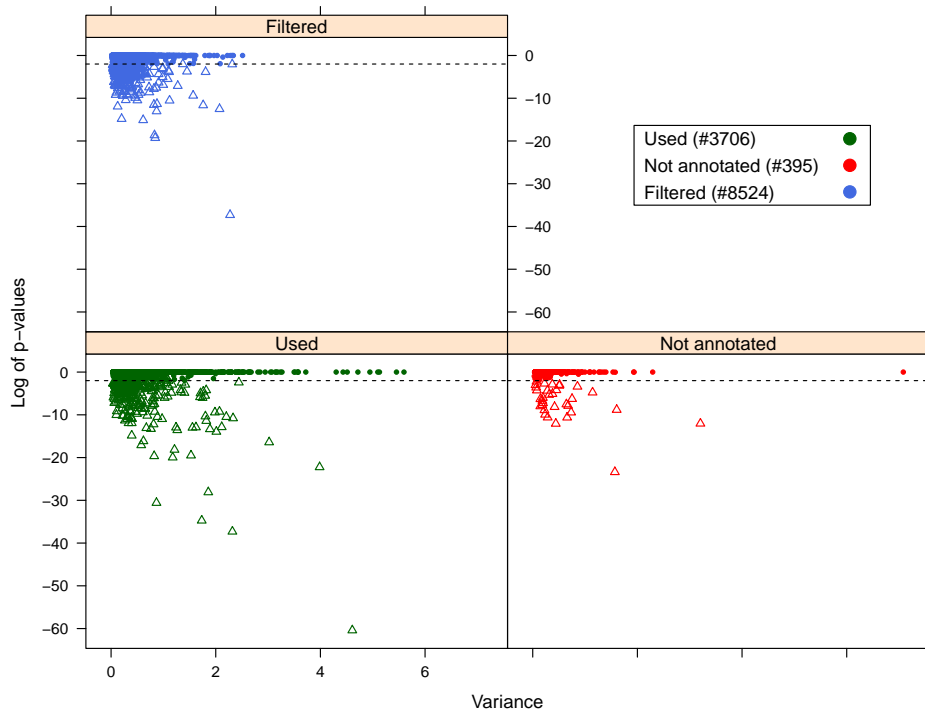 Filtered
0
−10
−20
−30
−40
−50
−60
Used (#3706)
Not annotated (#395)
Filtered (#8524)
Log of p−values
Used
Not annotated
0
−10
−20
−30
−40
−50
−60
0 2 4 6
Variance